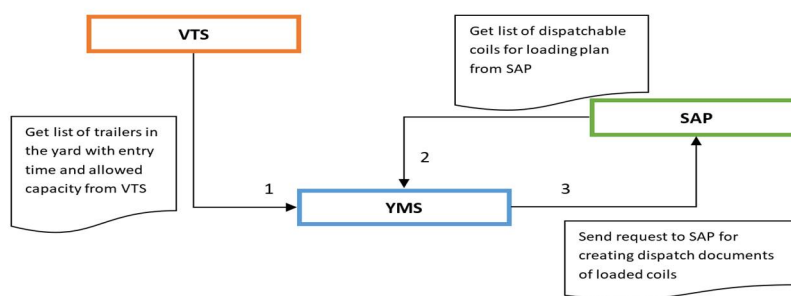 VTS
Get list of dispatchable
coils for loading plan
from SAP
SAP
Get list of trailers in
the yard with entry
time and allowed
capacity from VTS
2
1
3
YMS
Send request to SAP for
creating dispatch documents
of loaded coils